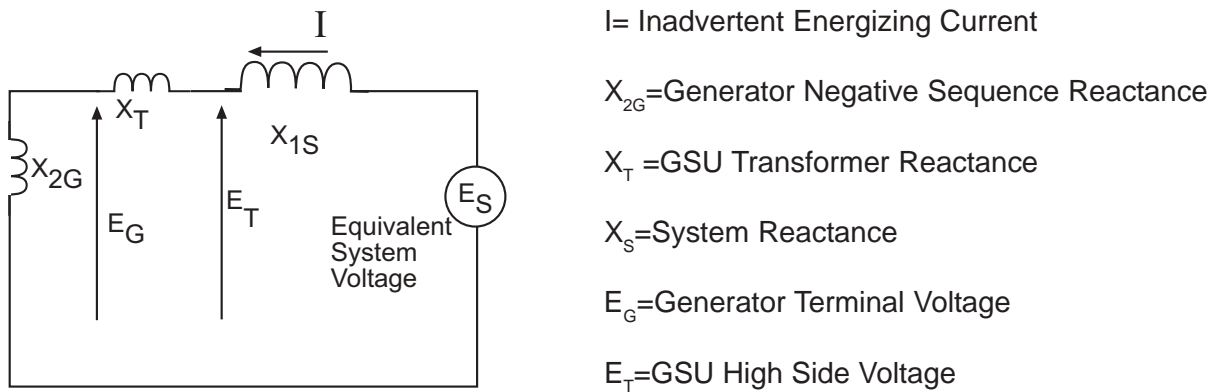 I
X_T
X_1S
X_2G
E_G
E_T
E_S
Equivalent
System
Voltage
I= Inadvertent Energizing Current
X_2G=Generator Negative Sequence Reactance
X_T =GSU Transformer Reactance
X_S=System Reactance
E_G=Generator Terminal Voltage
E_T=GSU High Side Voltage